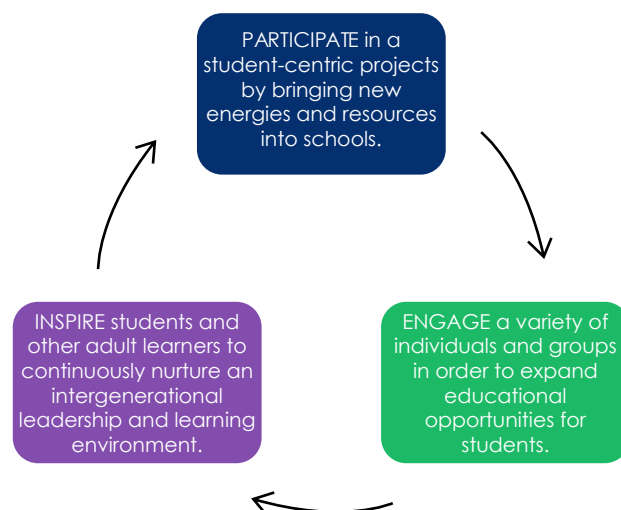 PARTICIPATE in a
student-centric projects
by bringing new
energies and resources
into schools.
ENGAGE a variety of
individuals and groups
in order to expand
educational
opportunities for
students.
INSPIRE students and
other adult learners to
continuously nurture an
intergenerational
leadership and learning
environment.